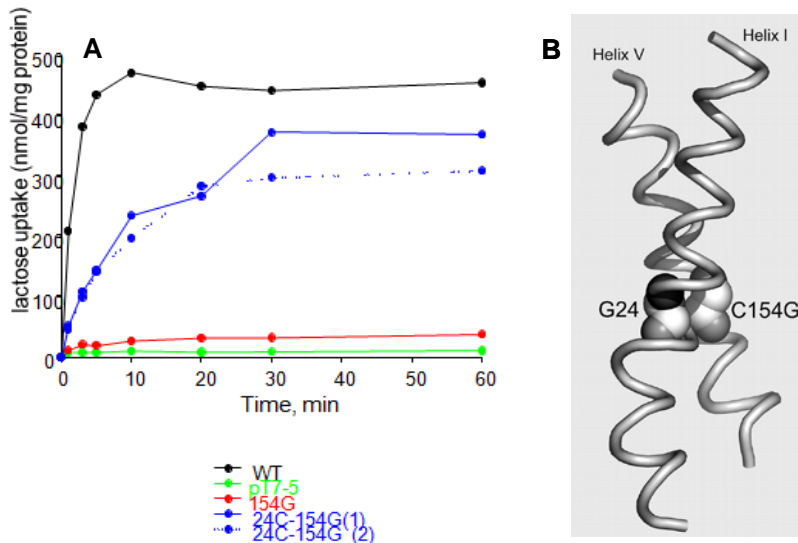 A
lactose uptake (nmol/mg protein)
500
400
300
200
100
0
0 10 20 30 40 50 60
Time, min
WT
pT7-5
154G
24C-154G(1)
24C-154G (2)
B
Helix V
Helix I
G24
C154G